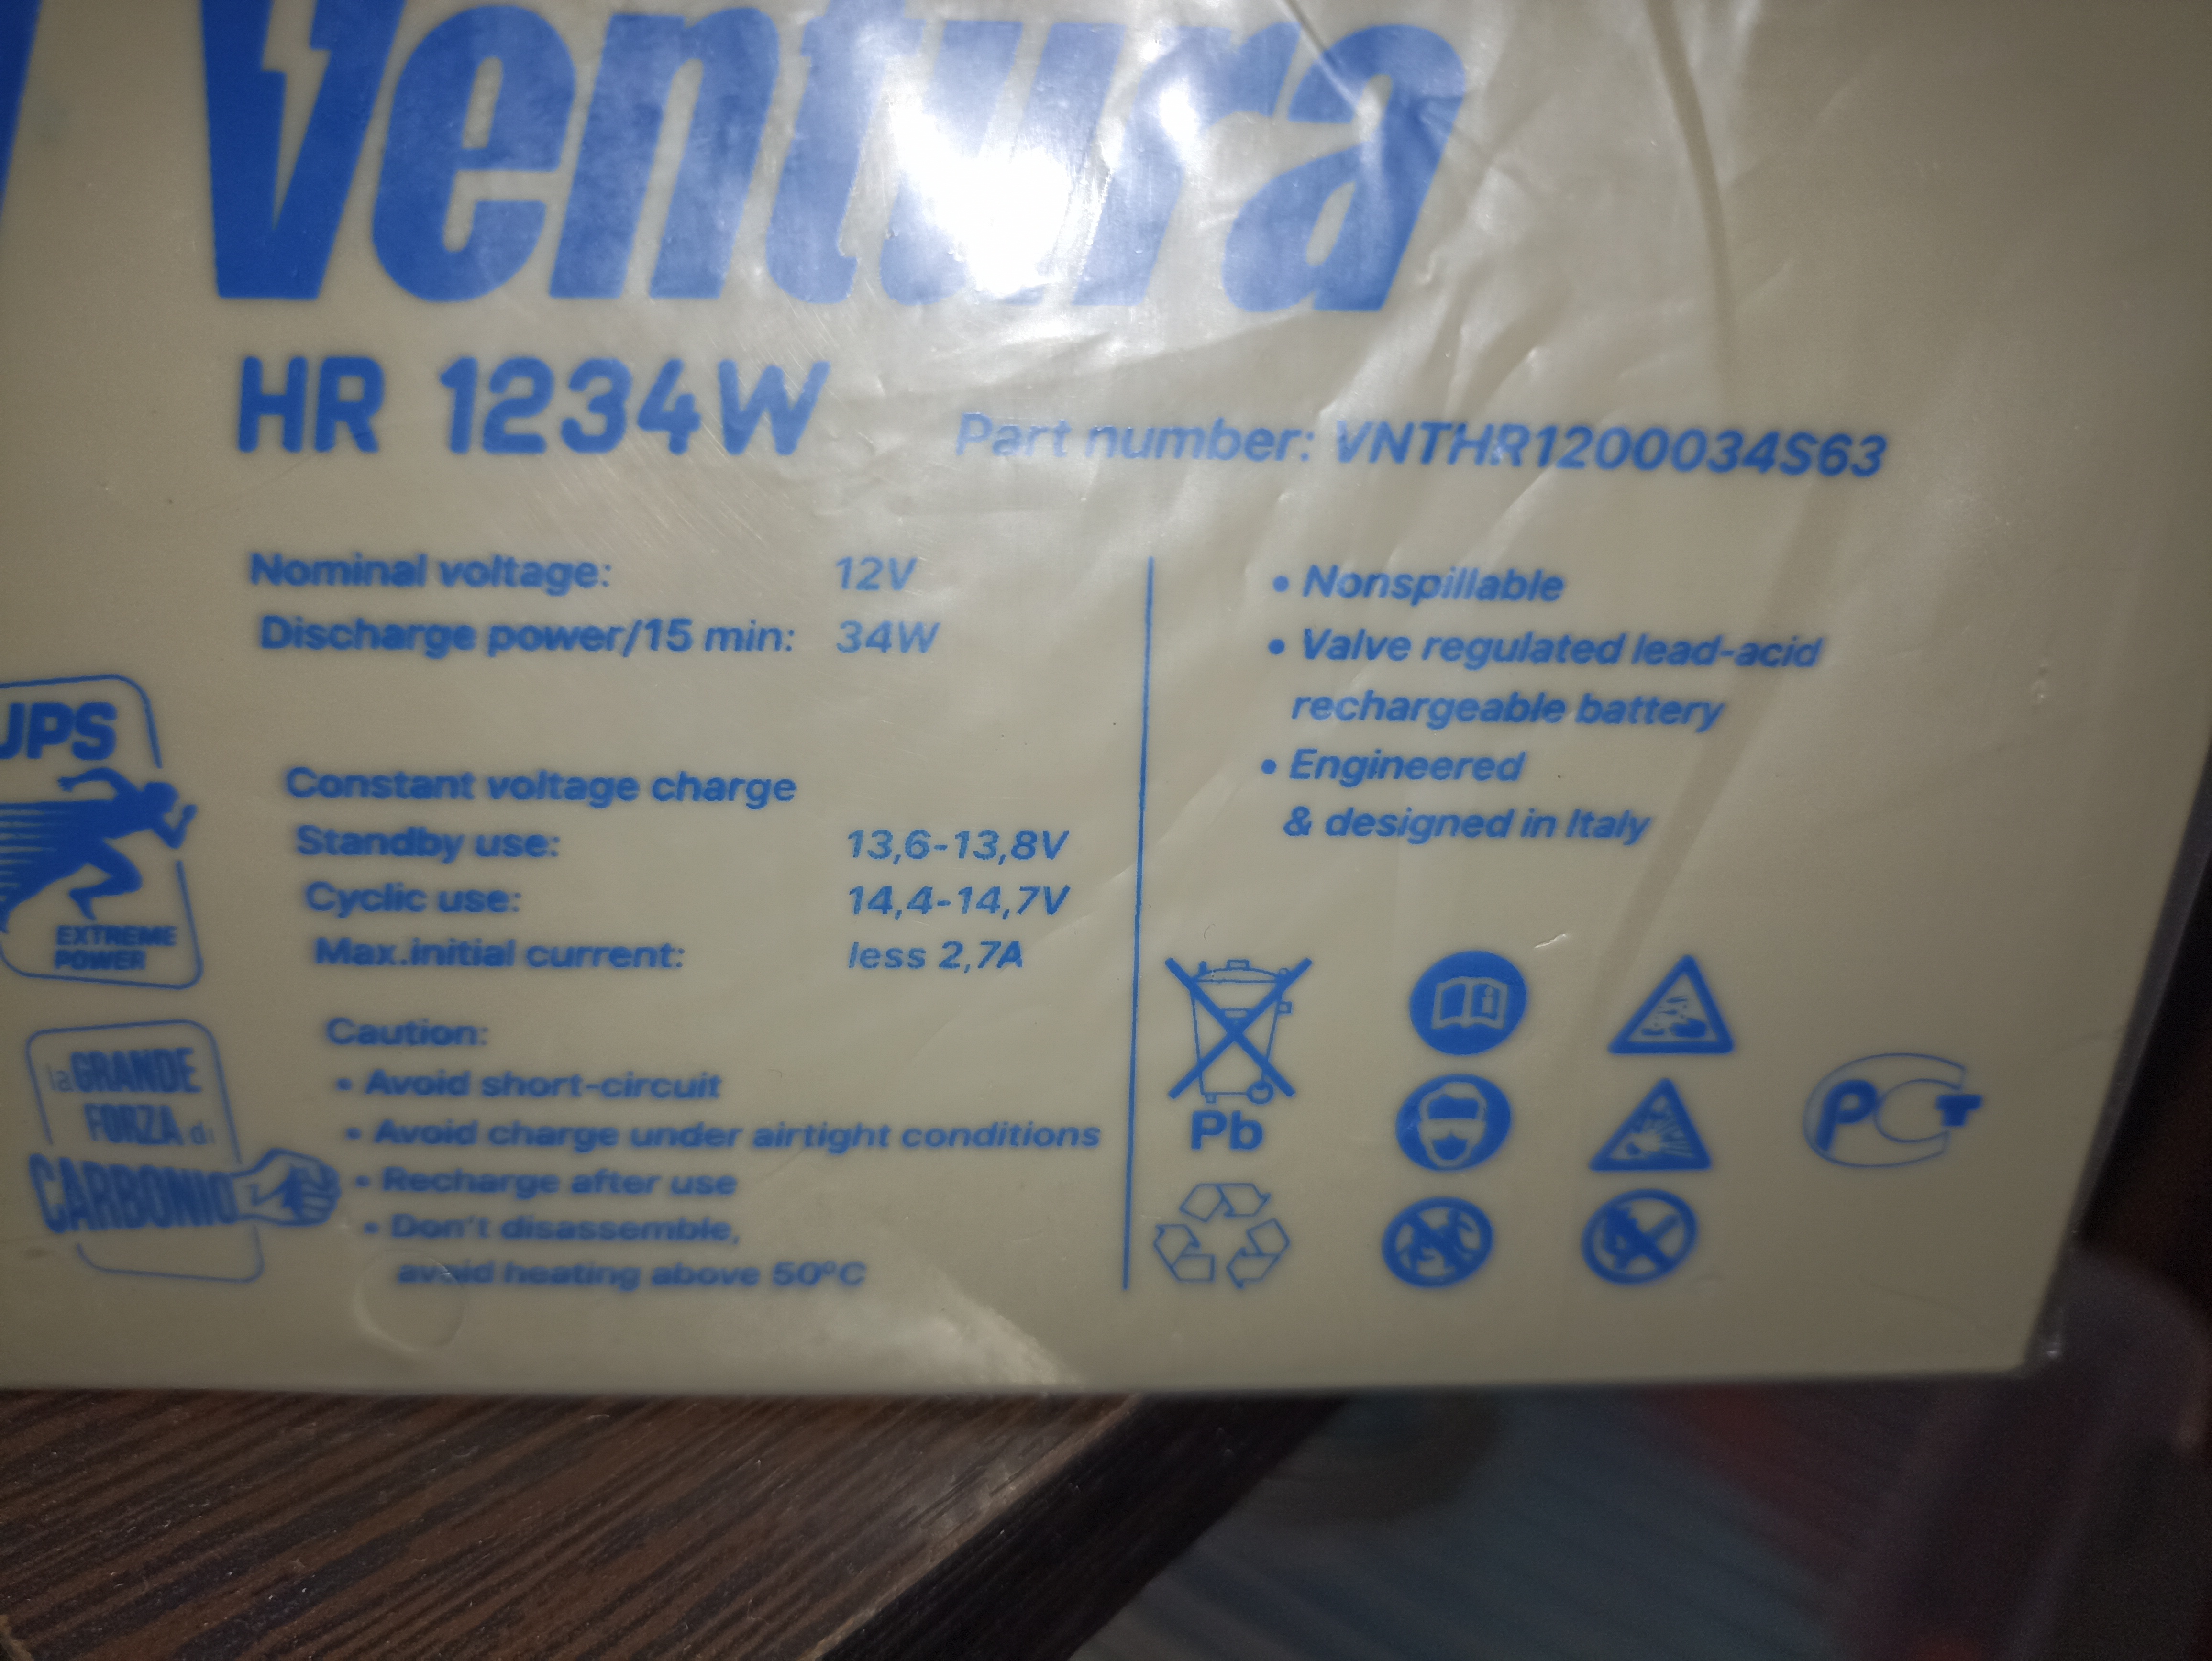 Ventura
HR 1234W
Part number: VNTHR1200034S63
Nominal voltage: 12V
Discharge power/15 min: 34W
Constant voltage charge
Standby use: 13,6-13,8V
Cyclic use: 14,4-14,7V
Max.initial current: less 2,7A
Caution:
• Avoid short-circuit
• Avoid charge under airtight conditions
• Recharge after use
• Don't disassemble,
avoid heating above 50ºC
• Nonspillable
• Valve regulated lead-acid
rechargeable battery
• Engineered
& designed in Italy
UPS
EXTREME
POWER
la GRANDE
FORZA di
CARBONIO
Pb
PCT